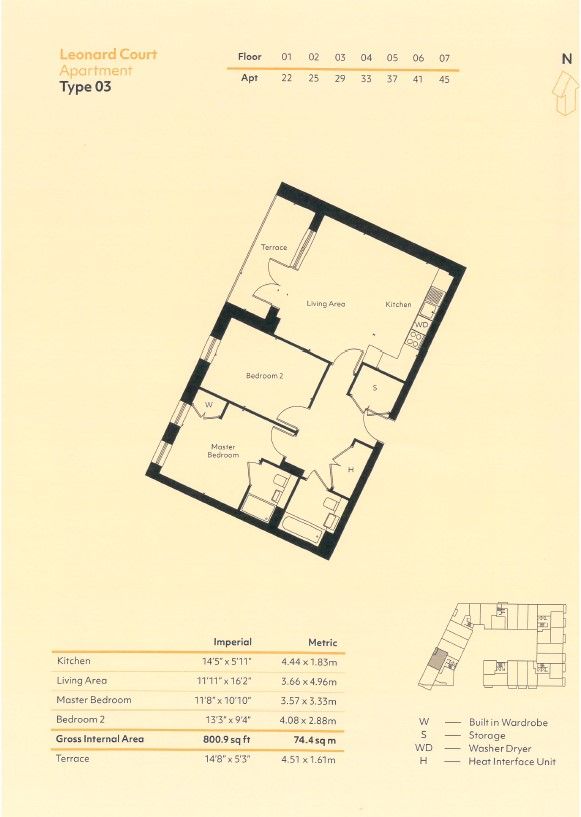 Leonard Court
Apartment
Type 03
Floor 01 02 03 04 05 06 07
Apt 22 25 29 33 37 41 45
N
Terrace
Living Area
Kitchen
WD
Bedroom 2
S
W
Master
Bedroom
H
Imperial Metric
Kitchen 14'5" x 5'11" 4.44 x 1.83m
Living Area 11'11" x 16'2" 3.66 x 4.96m
Master Bedroom 11'8" x 10'10" 3.57 x 3.33m
Bedroom 2 13'3" x 9'4" 4.08 x 2.88m
Gross Internal Area 800.9 sq ft 74.4 sq m
Terrace 14'8" x 5'3" 4.51 x 1.61m
W — Built in Wardrobe
S — Storage
WD — Washer Dryer
H — Heat Interface Unit